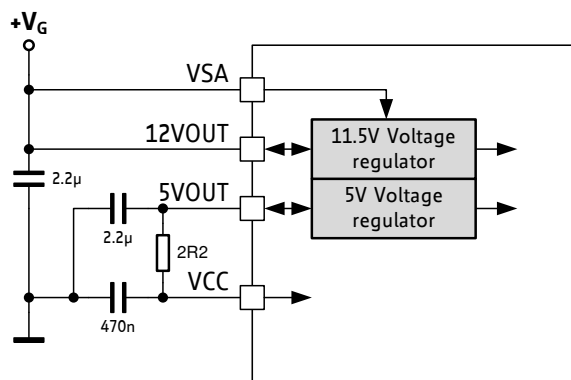 +VG
VSA
12VOUT
11.5V Voltage
regulator
2.2µ
5VOUT
5V Voltage
regulator
2.2µ
2R2
VCC
470n